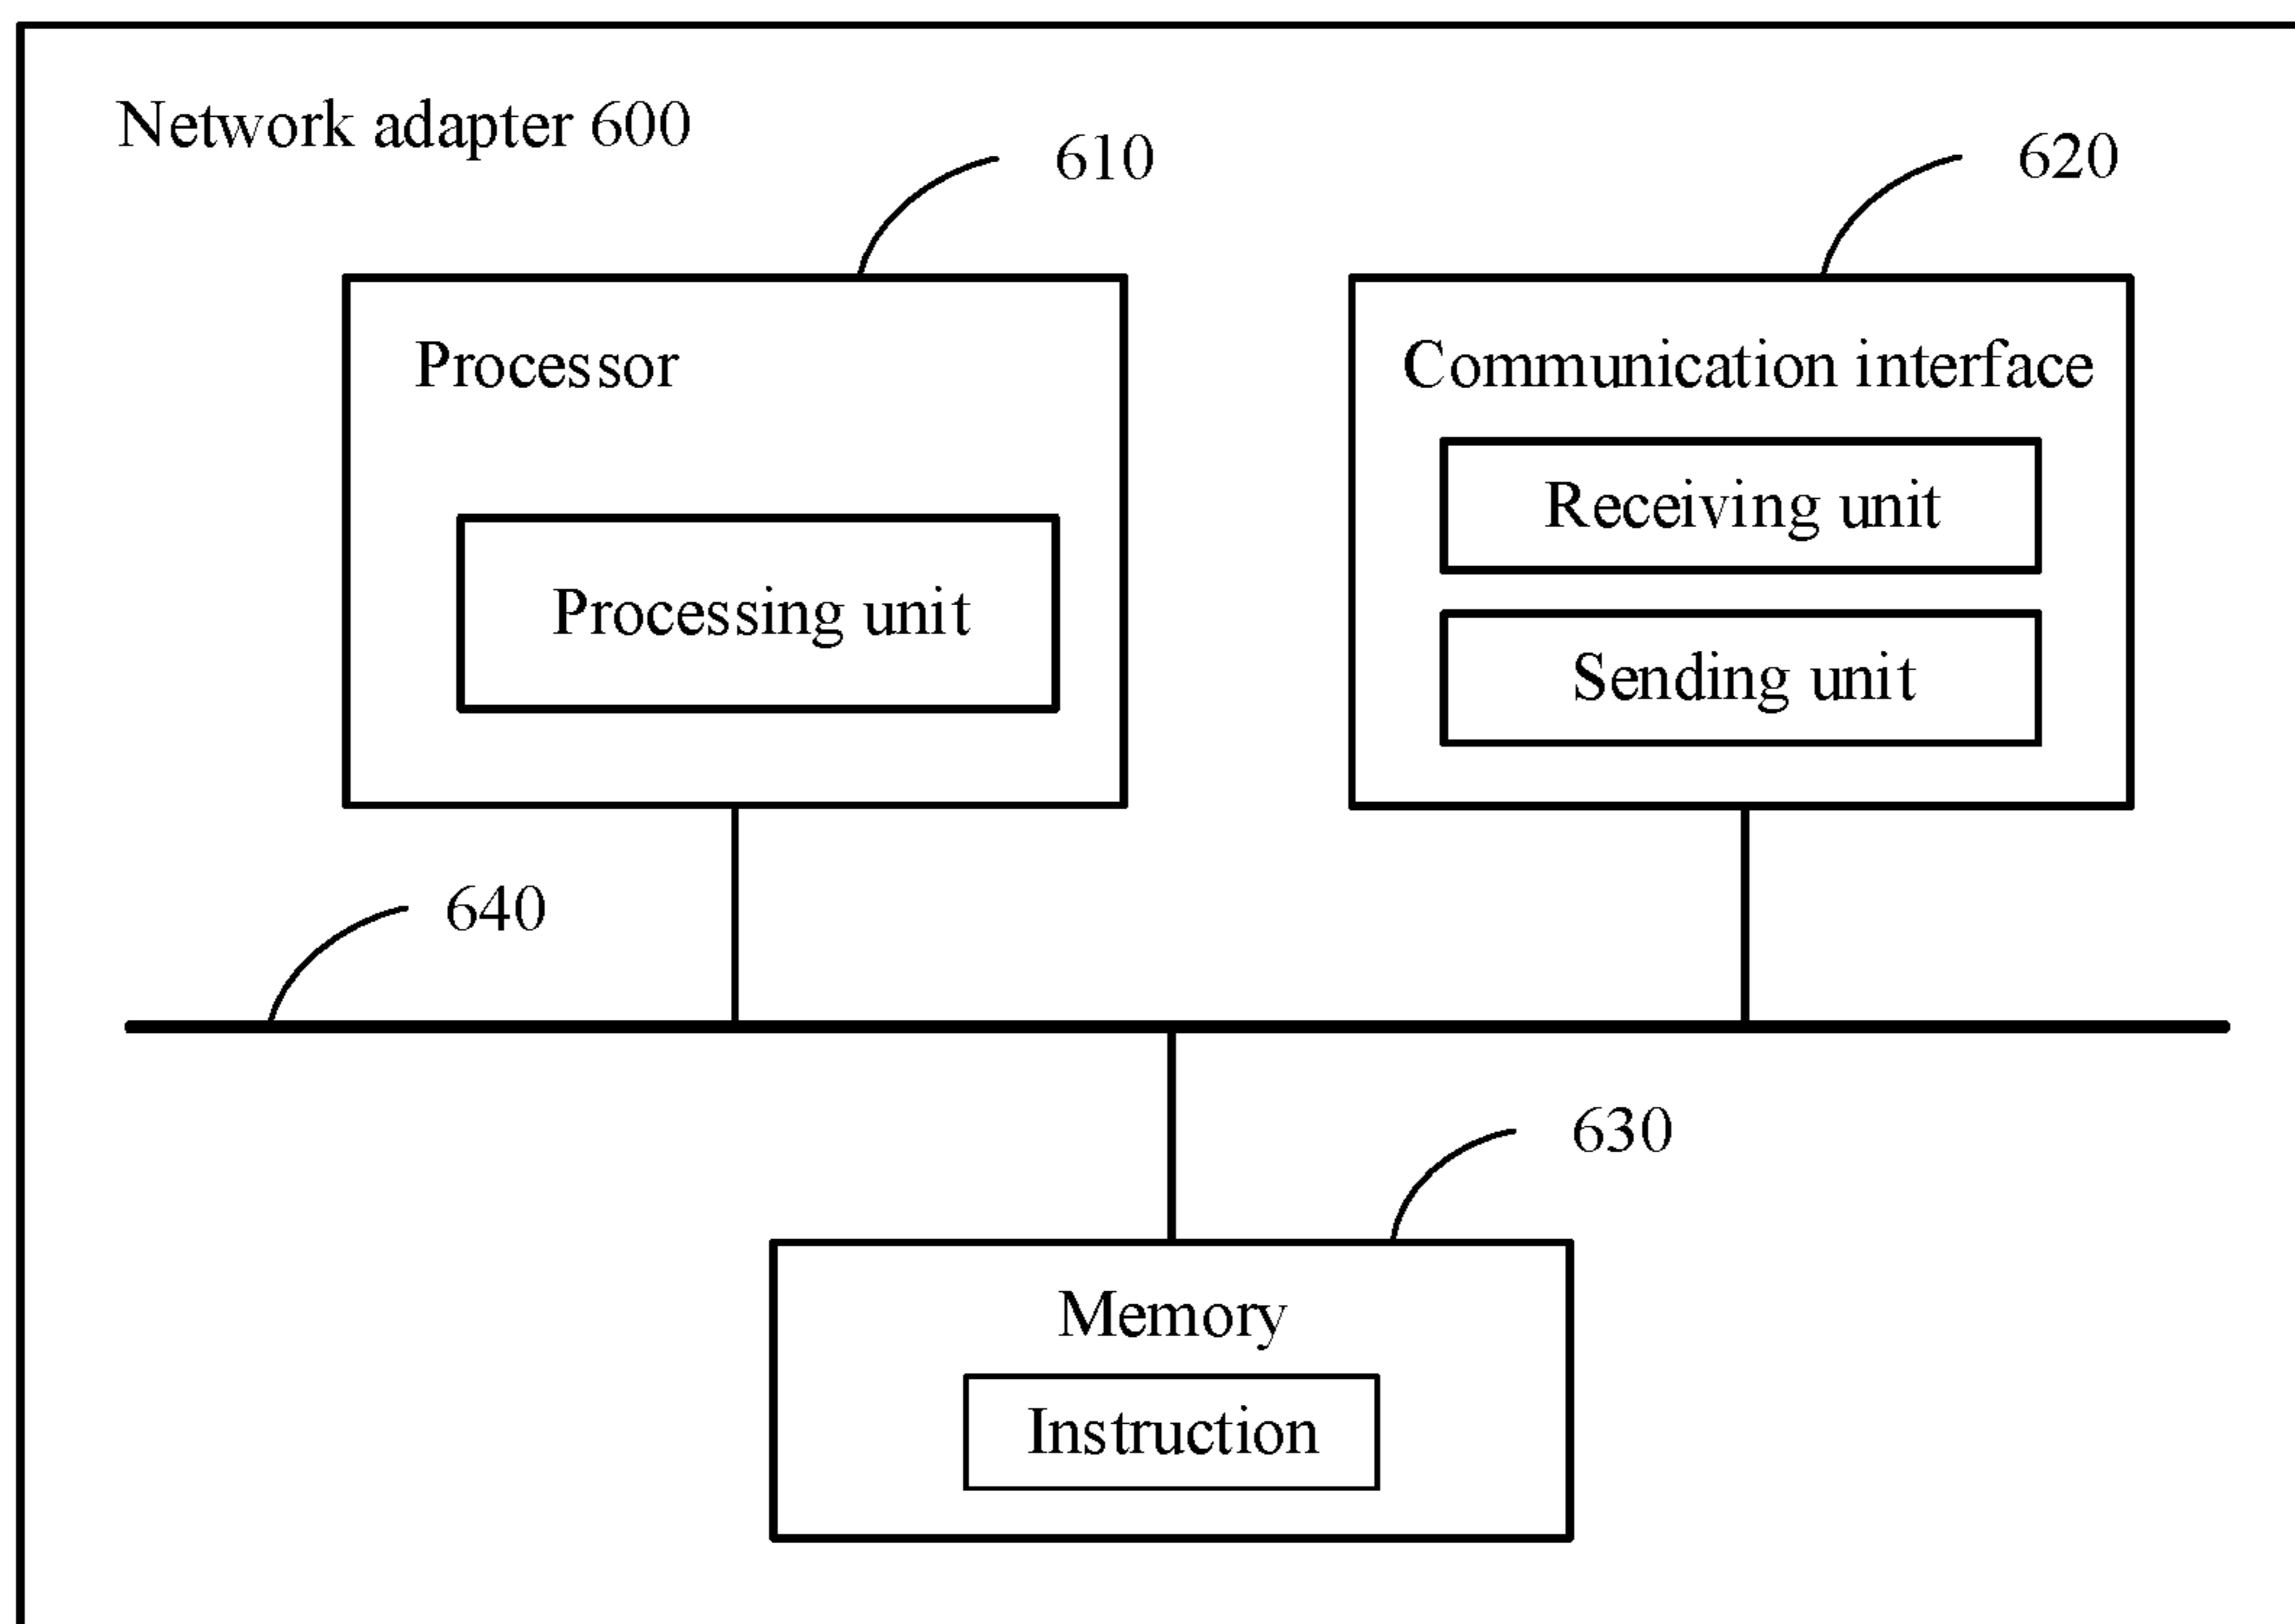 Network adapter 600
610
620
Processor
Processing unit
Communication interface
Receiving unit
Sending unit
640
630
Memory
Instruction